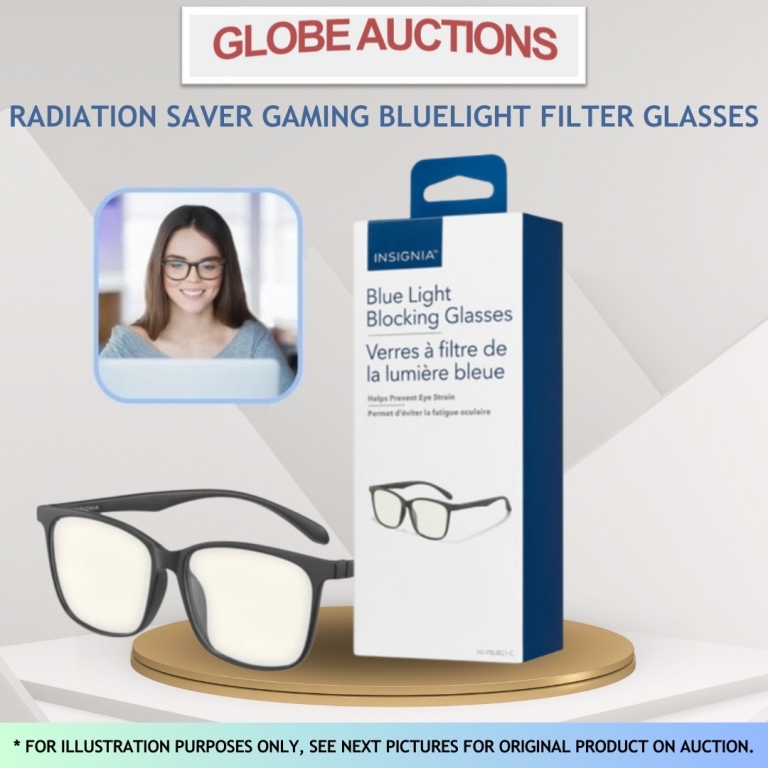 GLOBE AUCTIONS
RADIATION SAVER GAMING BLUELIGHT FILTER GLASSES
INSIGNIA™
Blue Light
Blocking Glasses
Verres à filtre de
la lumière bleue
Helps Prevent Eye Strain
Permet d'éviter la fatigue oculaire
INSIGNIA
* FOR ILLUSTRATION PURPOSES ONLY, SEE NEXT PICTURES FOR ORIGINAL PRODUCT ON AUCTION.